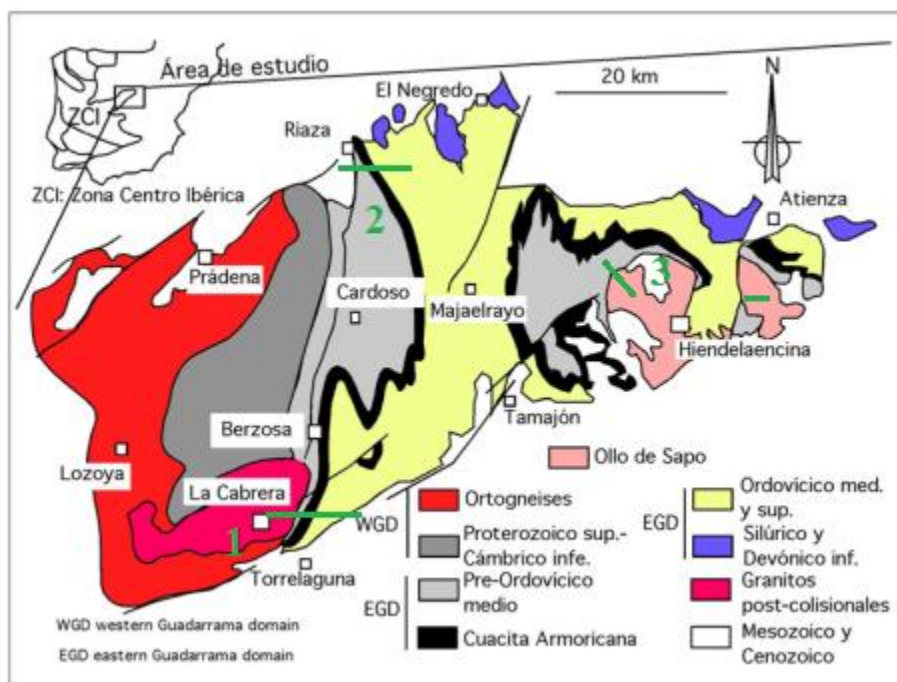 Área de estudio
ZCI
ZCI: Zona Centro Ibérica
20 km
N
El Negredo
Riaza
Atienza
2
Prádena
Cardoso
Majaelrayo
3
Hiendelaencina
Berzosa
Tamajón
Lozoya
La Cabrera
1
Torrelaguna
Ollo de Sapo
WGD
Ortogneises
Proterozoico sup.-
Cámbrico infe.
EGD
Pre-Ordovícico
medio
Cuacita Armoricana
EGD
Ordovícico med.
y sup.
Silúrico y
Devónico inf.
Granitos
post-colisionales
Mesozoico y
Cenozoico
WGD western Guadarrama domain
EGD eastern Guadarrama domain